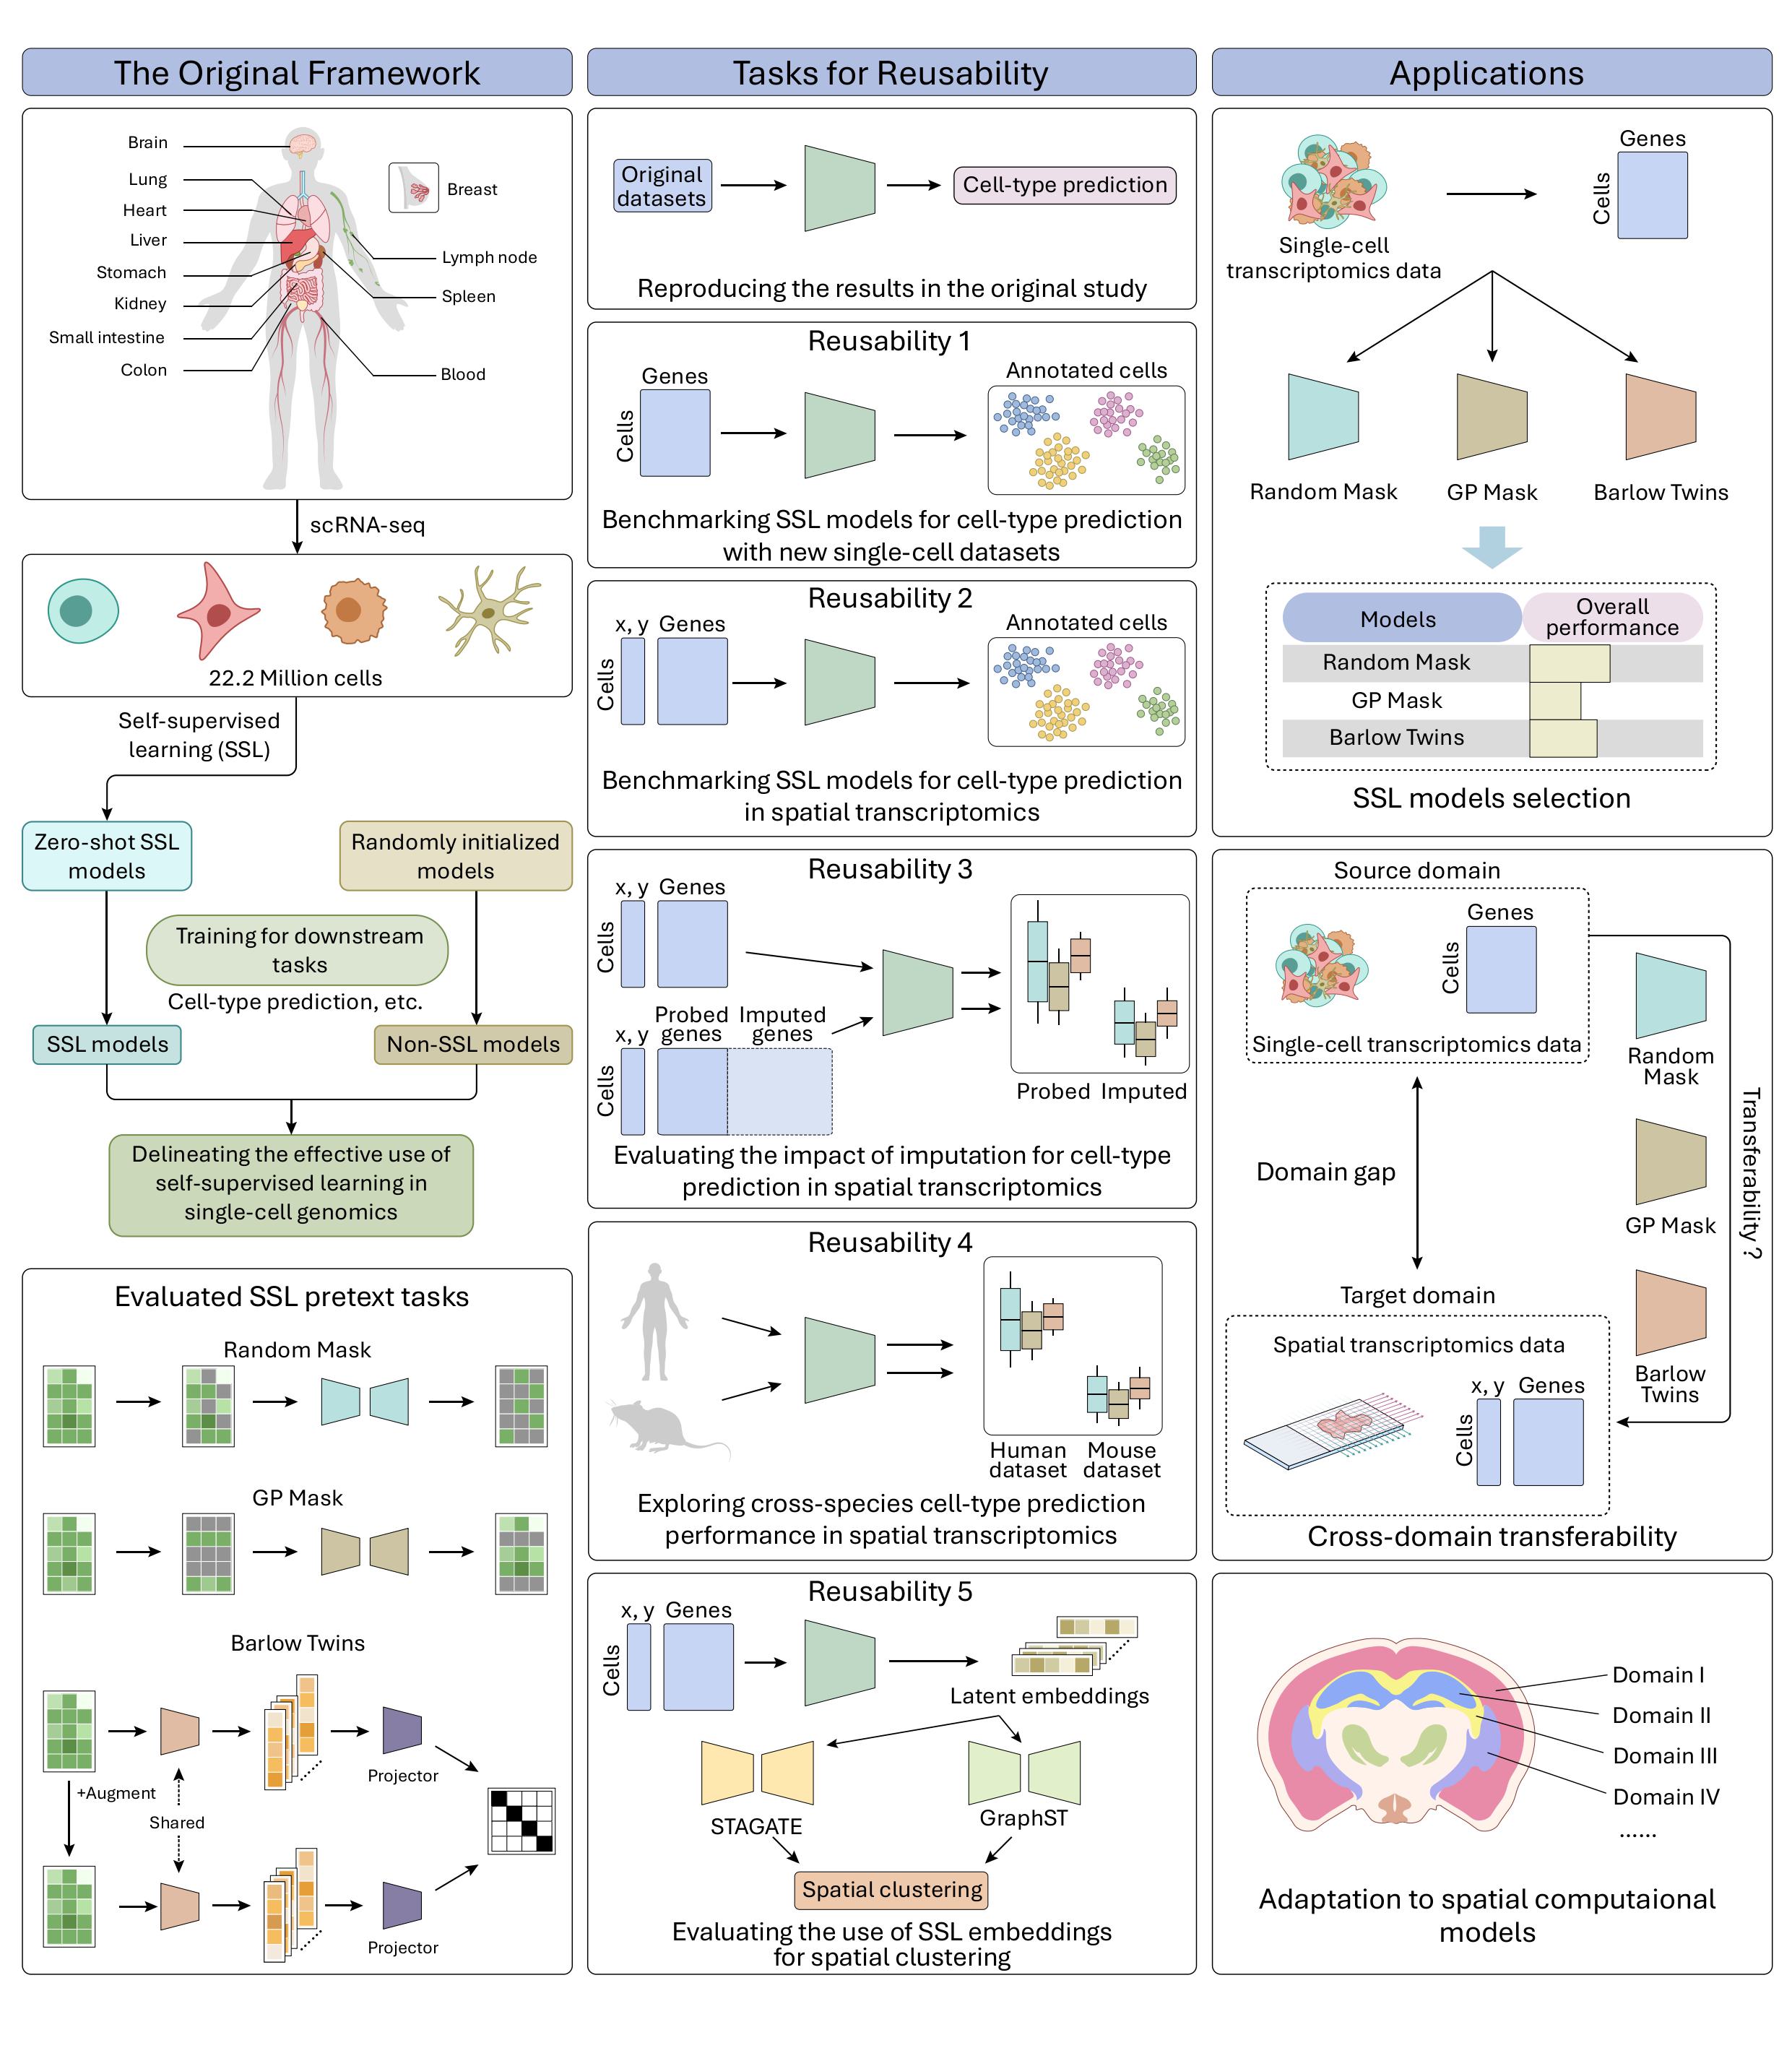 The Original Framework
Brain
Lung
Heart
Liver
Stomach
Kidney
Small intestine
Colon
Breast
Lymph node
Spleen
Blood
scRNA-seq
22.2 Million cells
Self-supervised
learning (SSL)
Zero-shot SSL
models
Randomly initialized
models
Training for downstream
tasks
Cell-type prediction, etc.
SSL models
Non-SSL models
Delineating the effective use of
self-supervised learning in
single-cell genomics
Evaluated SSL pretext tasks
Random Mask
GP Mask
Barlow Twins
Projector
+Augment
Shared
Projector
Tasks for Reusability
Original
datasets
Cell-type prediction
Reproducing the results in the original study
Reusability 1
Genes
Cells
Annotated cells
Benchmarking SSL models for cell-type prediction
with new single-cell datasets
Reusability 2
x, y Genes
Cells
Annotated cells
Benchmarking SSL models for cell-type prediction
in spatial transcriptomics
Reusability 3
x, y Genes
Cells
Probed
genes
Imputed
genes
x, y
Cells
Probed Imputed
Evaluating the impact of imputation for cell-type
prediction in spatial transcriptomics
Reusability 4
Human
dataset
Mouse
dataset
Exploring cross-species cell-type prediction
performance in spatial transcriptomics
Reusability 5
x, y Genes
Cells
Latent embeddings
STAGATE
GraphST
Spatial clustering
Evaluating the use of SSL embeddings
for spatial clustering
Applications
Single-cell
transcriptomics data
Genes
Cells
Random Mask
GP Mask
Barlow Twins
Models
Overall
performance
Random Mask
GP Mask
Barlow Twins
SSL models selection
Source domain
Genes
Cells
Single-cell transcriptomics data
Random
Mask
Domain gap
GP Mask
Transferability ?
Target domain
Spatial transcriptomics data
x, y Genes
Cells
Barlow
Twins
Cross-domain transferability
Domain I
Domain II
Domain III
Domain IV
......
Adaptation to spatial computaional
models